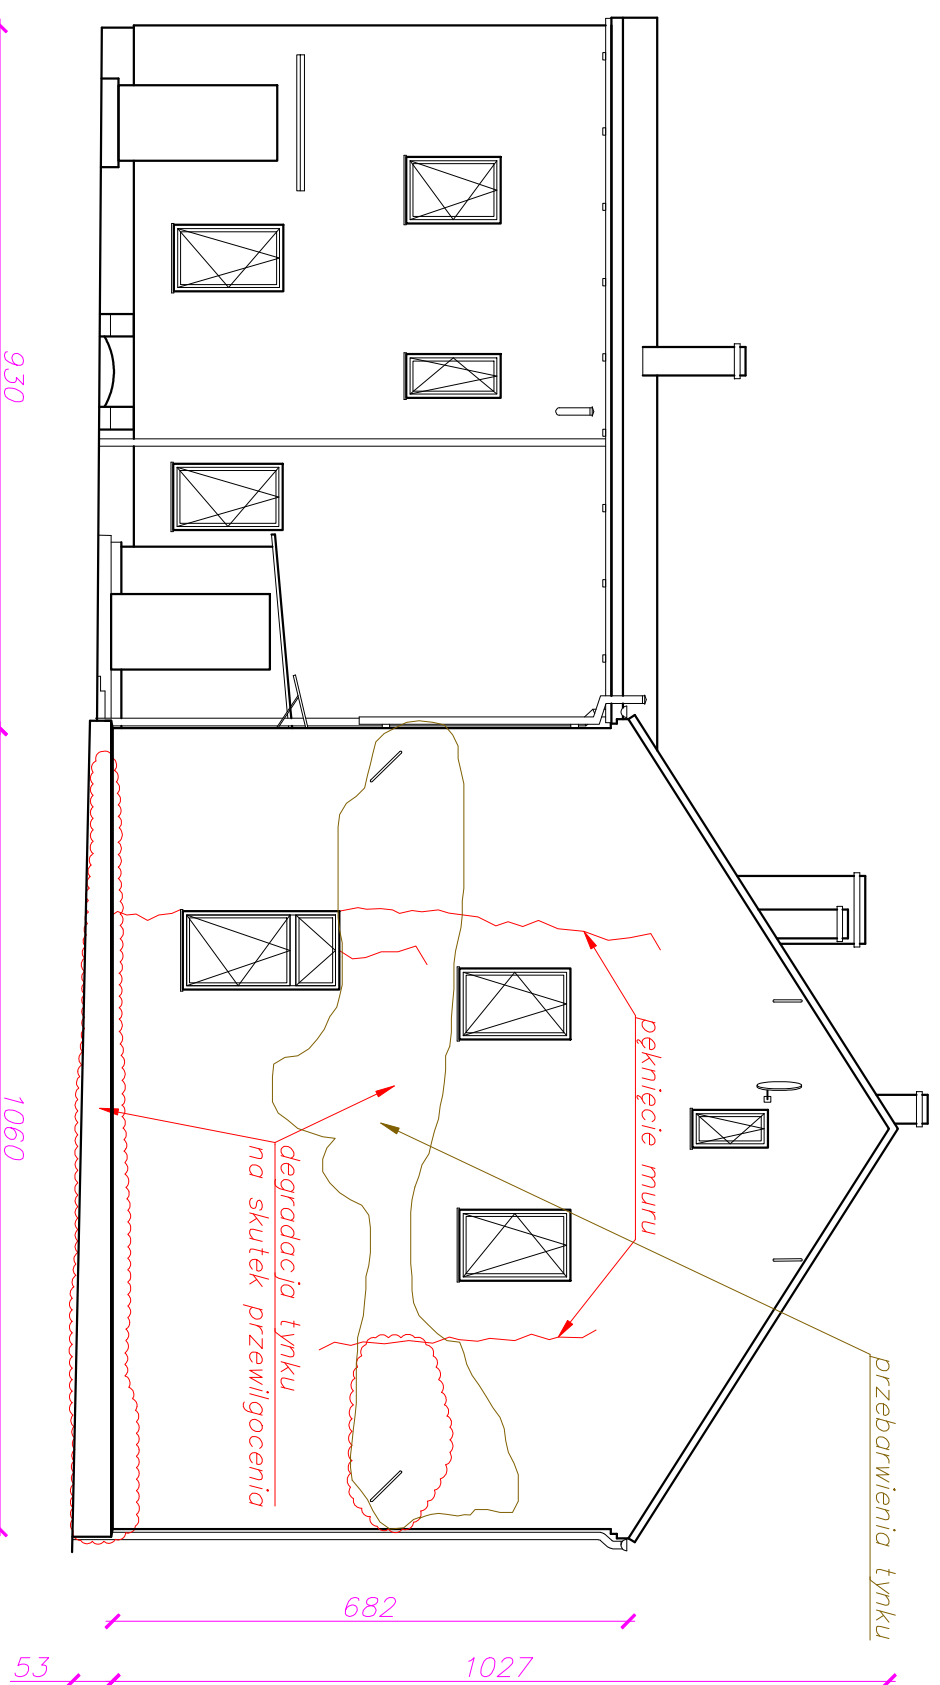 przebarwienia tynku
pęknięcie muru
degradacja tynku
na skutek przewilgocenia
930
1060
682
1027
53